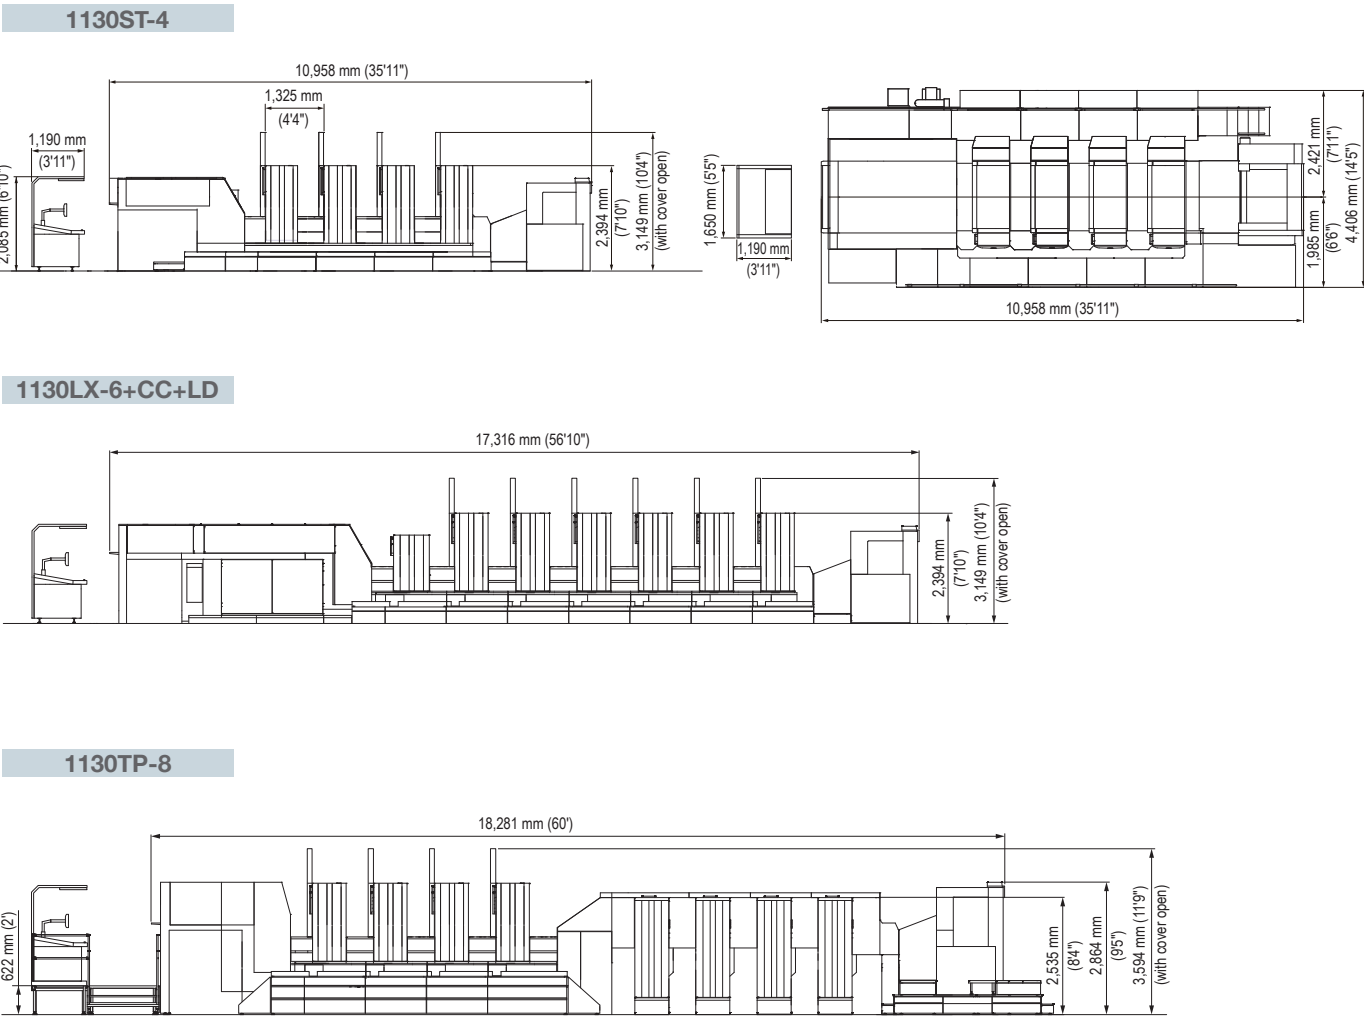 1130ST-4
10,958 mm (35'11")
1,325 mm
(4'4")
1,190 mm
(3'11")
2,085 mm (6'10")
2,394 mm
(7'10")
3,149 mm (10'4")
(with cover open)
1,650 mm (5'5")
1,190 mm
(3'11")
2,421 mm
(7'11")
1,985 mm
(6'6")
4,406 mm (14'5")
10,958 mm (35'11")
1130LX-6+CC+LD
17,316 mm (56'10")
2,394 mm
(7'10")
3,149 mm (10'4")
(with cover open)
1130TP-8
18,281 mm (60')
622 mm (2')
2,535 mm
(8'4")
2,864 mm
(9'5")
3,594 mm (11'9")
(with cover open)